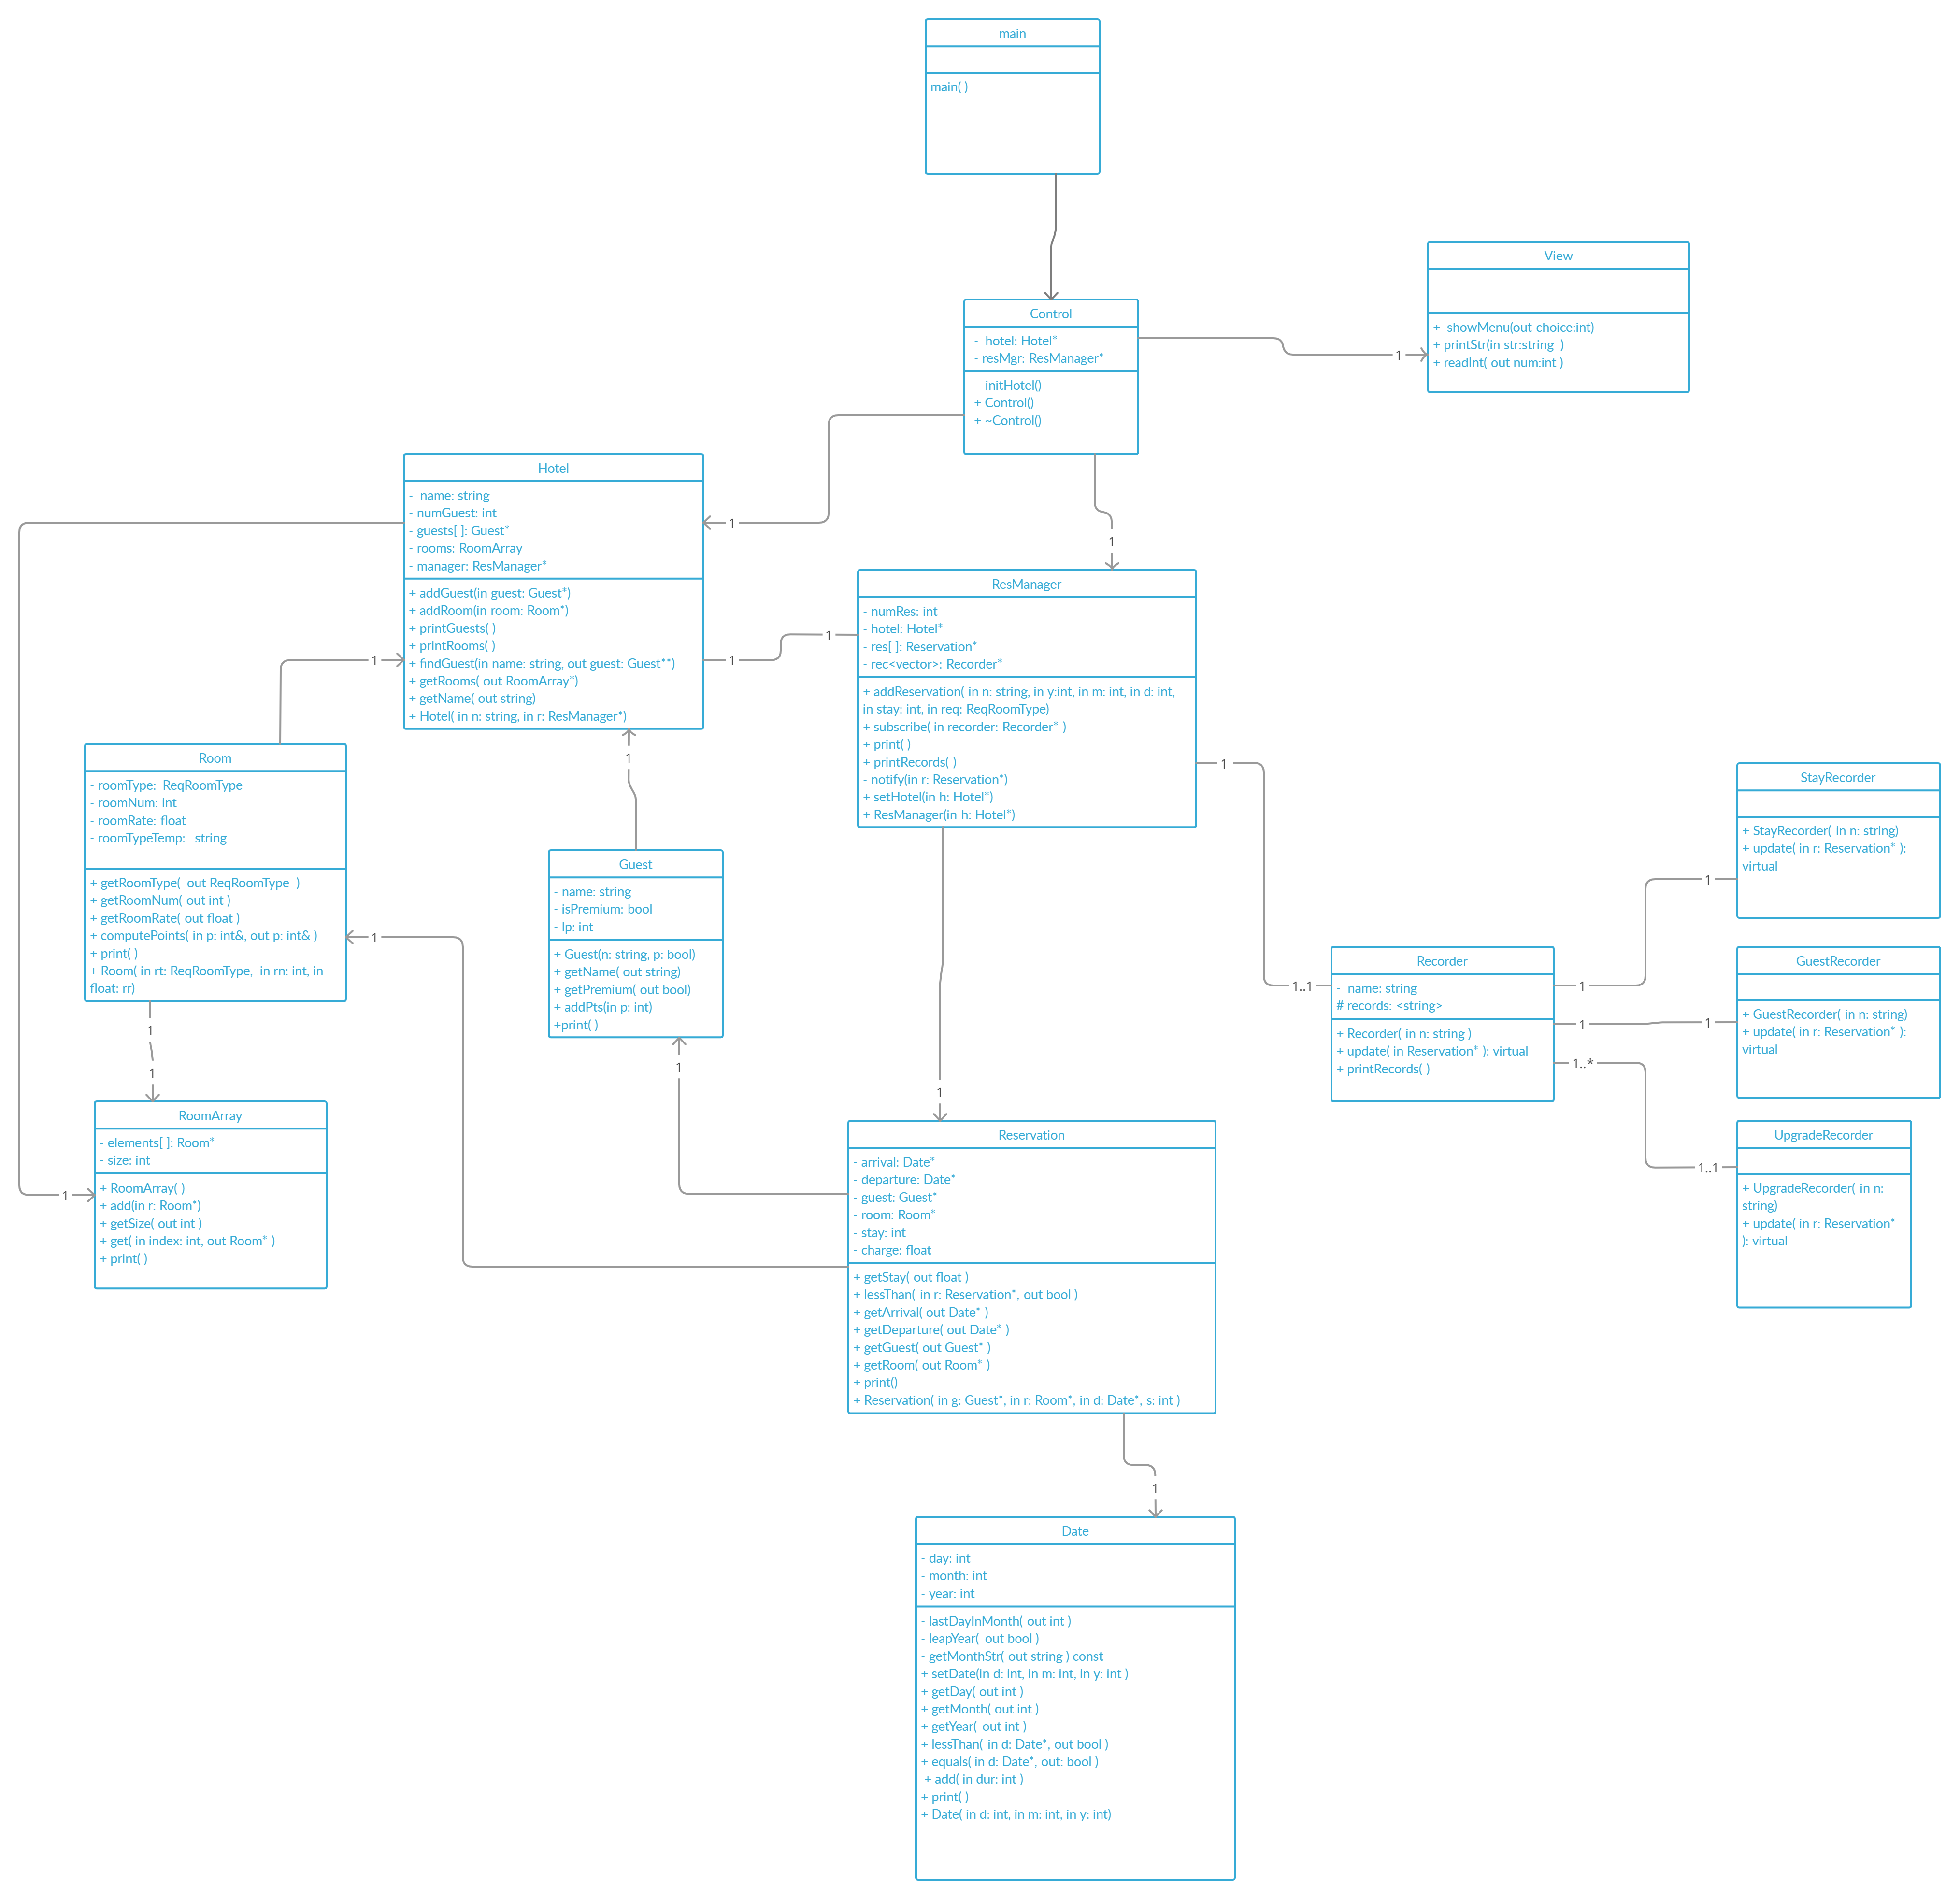 main
main( )
View
+  showMenu(out choice:int)
+ printStr(in str:string  )
+ readInt( out num:int )
1
Control
-  hotel: Hotel*
- resMgr: ResManager*
-  initHotel()
+ Control()
+ ~Control()
Hotel
-  name: string
- numGuest: int
- guests[ ]: Guest*
- rooms: RoomArray
- manager: ResManager*
+ addGuest(in guest: Guest*)
+ addRoom(in room: Room*)
+ printGuests( )
+ printRooms( )
+ findGuest(in name: string, out guest: Guest**)
+ getRooms( out RoomArray*)
+ getName( out string)
+ Hotel( in n: string, in r: ResManager*)
1
1
ResManager
- numRes: int
- hotel: Hotel*
- res[ ]: Reservation*
- rec<vector>: Recorder*
+ addReservation( in n: string, in y:int, in m: int, in d: int,
in stay: int, in req: ReqRoomType)
+ subscribe( in recorder: Recorder* )
+ print( )
+ printRecords( )
- notify(in r: Reservation*)
+ setHotel(in h: Hotel*)
+ ResManager(in h: Hotel*)
1
1
1
1
1
Room
- roomType:  ReqRoomType
- roomNum: int
- roomRate: float
- roomTypeTemp:   string
+ getRoomType(  out ReqRoomType  )
+ getRoomNum( out int )
+ getRoomRate( out float )
+ computePoints( in p: int&, out p: int& )
+ print( )
+ Room( in rt: ReqRoomType,  in rn: int, in
float: rr)
1
StayRecorder
+ StayRecorder( in n: string)
+ update( in r: Reservation* ):
virtual
1
Guest
- name: string
- isPremium: bool
- lp: int
+ Guest(n: string, p: bool)
+ getName( out string)
+ getPremium( out bool)
+ addPts(in p: int)
+print( )
1
Recorder
-  name: string
# records: <string>
+ Recorder( in n: string )
+ update( in Reservation* ): virtual
+ printRecords( )
1..1
1
1
1..*
GuestRecorder
+ GuestRecorder( in n: string)
+ update( in r: Reservation* ):
virtual
1
1
1
RoomArray
- elements[ ]: Room*
- size: int
+ RoomArray( )
+ add(in r: Room*)
+ getSize( out int )
+ get( in index: int, out Room* )
+ print( )
1
1
Reservation
- arrival: Date*
- departure: Date*
- guest: Guest*
- room: Room*
- stay: int
- charge: float
+ getStay( out float )
+ lessThan( in r: Reservation*, out bool )
+ getArrival( out Date* )
+ getDeparture( out Date* )
+ getGuest( out Guest* )
+ getRoom( out Room* )
+ print()
+ Reservation( in g: Guest*, in r: Room*, in d: Date*, s: int )
UpgradeRecorder
+ UpgradeRecorder( in n:
string)
+ update( in r: Reservation*
): virtual
1..1
1
Date
- day: int
- month: int
- year: int
- lastDayInMonth( out int )
- leapYear(  out bool )
- getMonthStr( out string ) const
+ setDate(in d: int, in m: int, in y: int )
+ getDay( out int )
+ getMonth( out int )
+ getYear(  out int )
+ lessThan( in d: Date*, out bool )
+ equals( in d: Date*, out: bool )
+ add( in dur: int )
+ print( )
+ Date( in d: int, in m: int, in y: int)